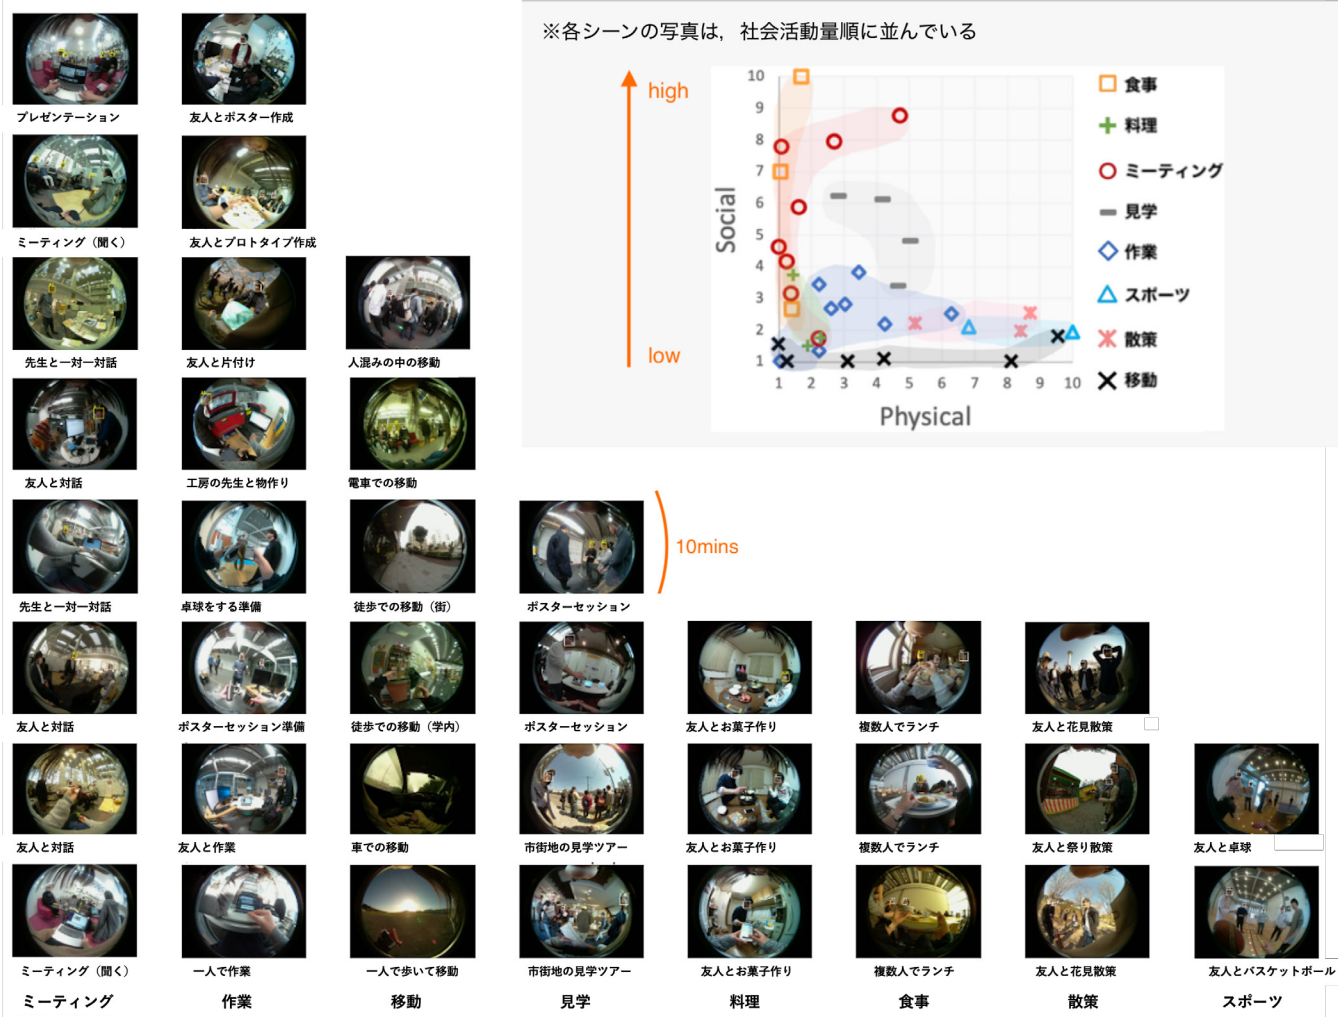 ※各シーンの写真は，社会活動量順に並んでいる
high
low
Social
10
9
8
7
6
5
4
3
2
1
1 2 3 4 5 6 7 8 9 10
Physical
食事
料理
ミーティング
見学
作業
スポーツ
散策
移動
プレゼンテーション 友人とポスター作成
ミーティング（聞く） 友人とプロトタイプ作成
先生と一対一対話 友人と片付け 人混みの中の移動
友人と対話 工房の先生と物作り 電車での移動
10mins
先生と一対一対話 卓球をする準備 徒歩での移動（街） ポスターセッション
友人と対話 ポスターセッション準備 徒歩での移動（学内） ポスターセッション 友人とお菓子作り 複数人でランチ 友人と花見散策
友人と対話 友人と作業 車での移動 市街地の見学ツアー 友人とお菓子作り 複数人でランチ 友人と祭り散策 友人と卓球
ミーティング（聞く） 一人で作業 一人で歩いて移動 市街地の見学ツアー 友人とお菓子作り 複数人でランチ 友人と花見散策 友人とバスケットボール
ミーティング 作業 移動 見学 料理 食事 散策 スポーツ